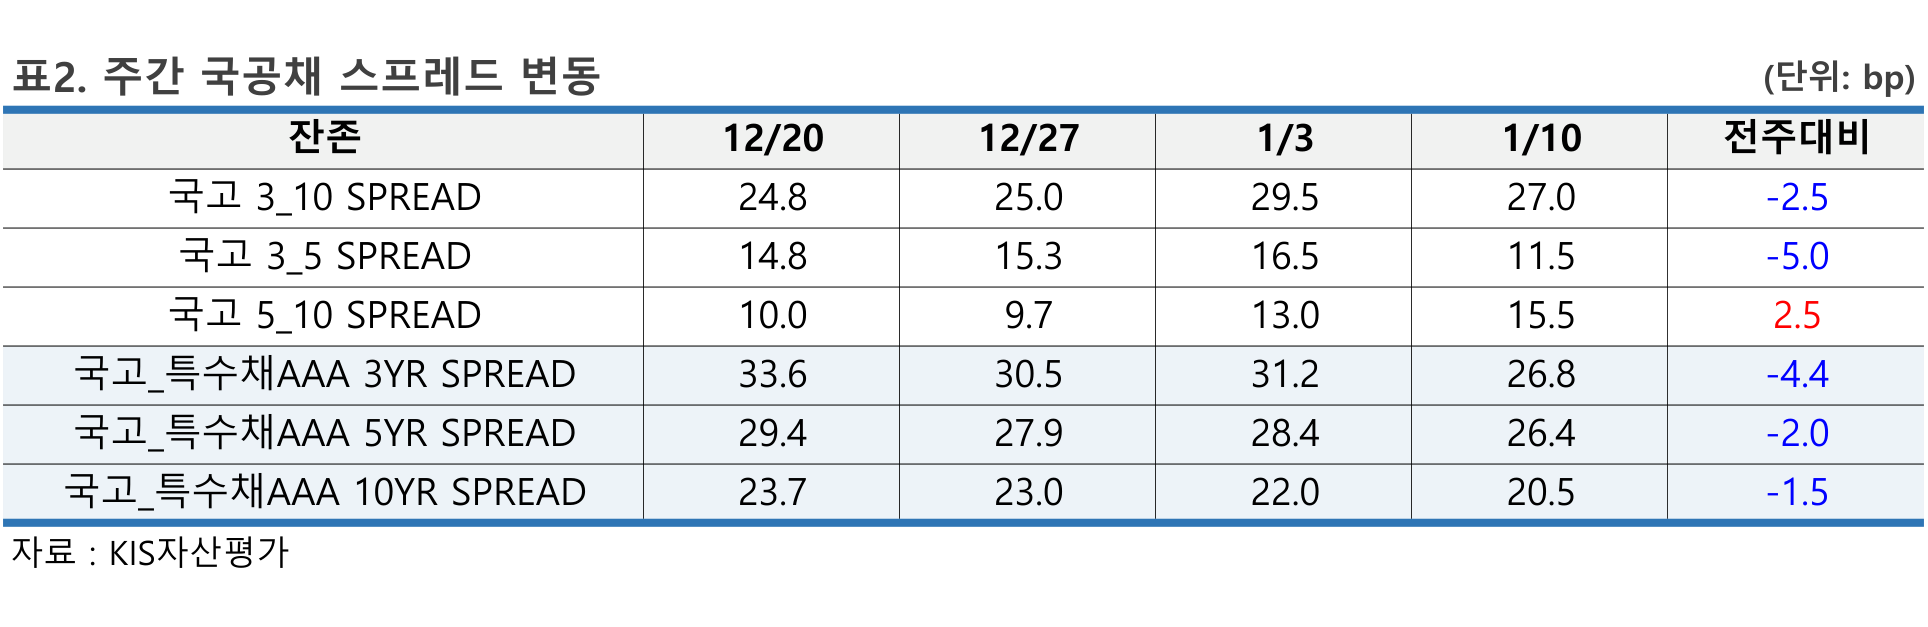 표2. 주간 국공채 스프레드 변동 (단위: bp)
잔존 12/20 12/27 1/3 1/10 전주대비
국고 3_10 SPREAD 24.8 25.0 29.5 27.0 -2.5
국고 3_5 SPREAD 14.8 15.3 16.5 11.5 -5.0
국고 5_10 SPREAD 10.0 9.7 13.0 15.5 2.5
국고_특수채AAA 3YR SPREAD 33.6 30.5 31.2 26.8 -4.4
국고_특수채AAA 5YR SPREAD 29.4 27.9 28.4 26.4 -2.0
국고_특수채AAA 10YR SPREAD 23.7 23.0 22.0 20.5 -1.5
자료 : KIS자산평가